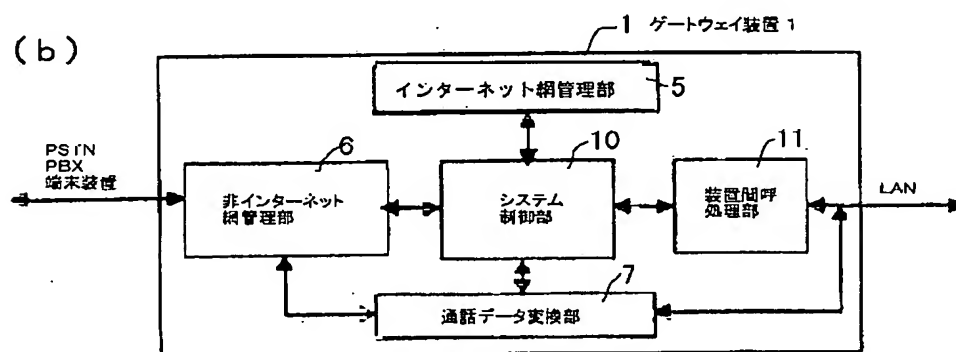 (b)
1 ゲートウェイ装置 1
インターネット網管理部
5
6
10
11
PSTN
PBX
端末装置
非インターネット
網管理部
システム
制御部
装置間呼
処理部
LAN
7
通話データ変換部